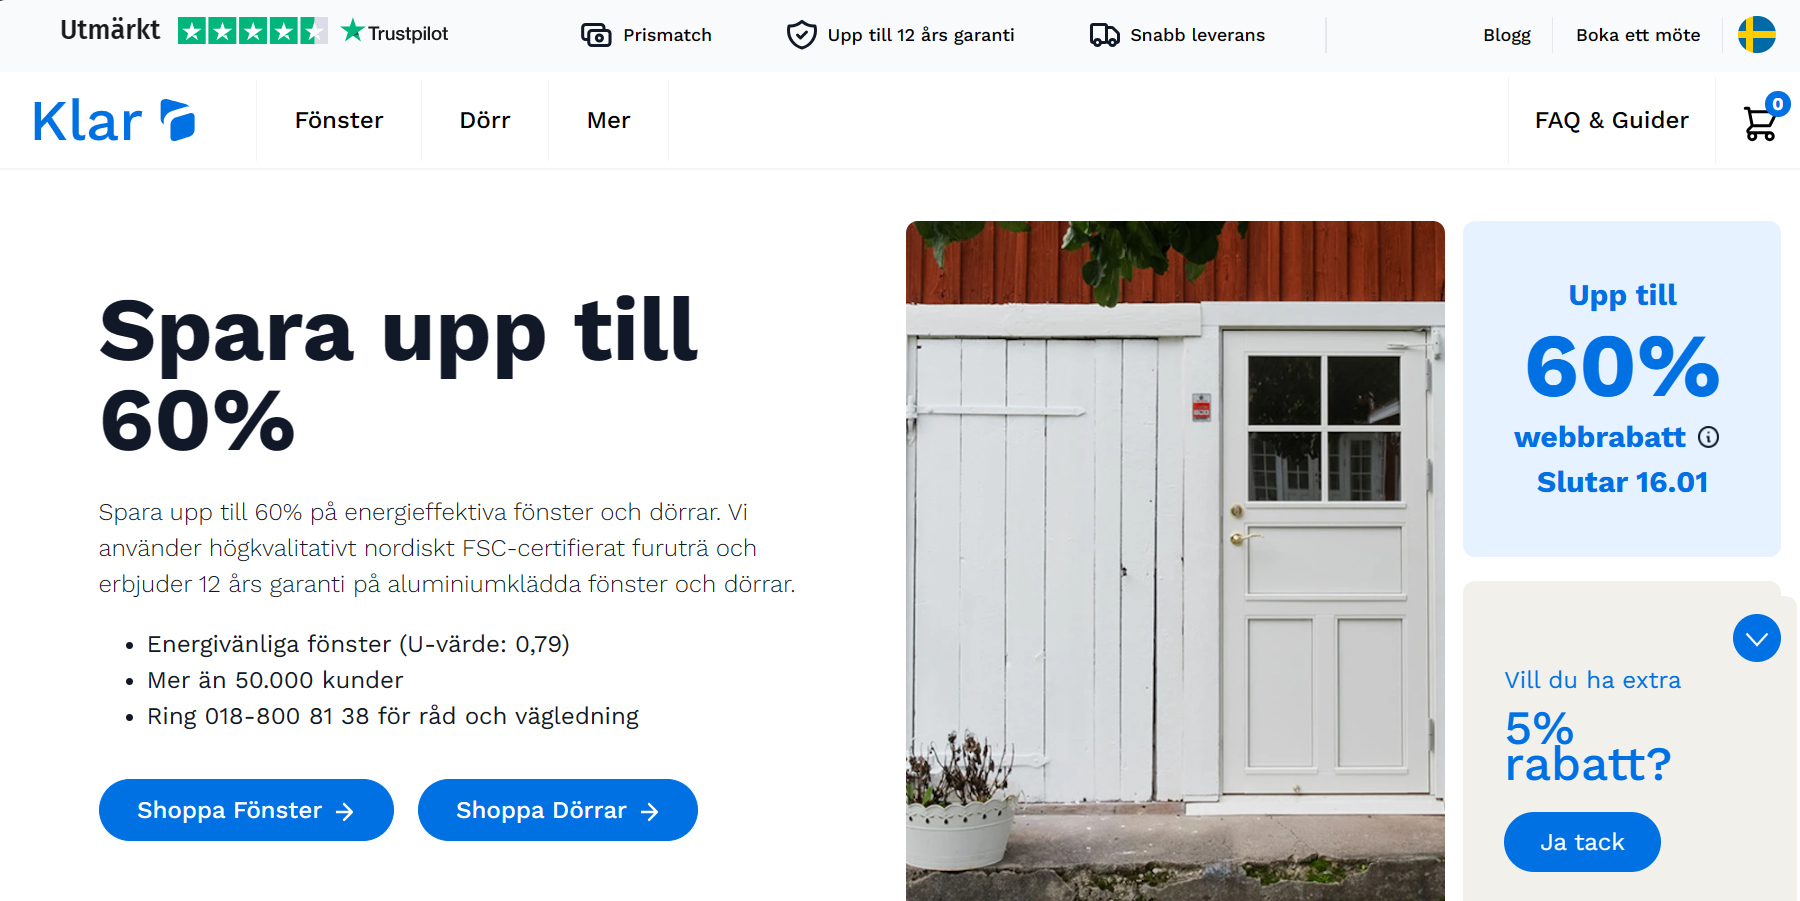 Utmärkt
Trustpilot
Prismatch
Upp till 12 års garanti
Snabb leverans
Blogg
Boka ett möte
Klar
Fönster
Dörr
Mer
FAQ & Guider
0
Spara upp till
60%
Spara upp till 60% på energieffektiva fönster och dörrar. Vi
använder högkvalitativt nordiskt FSC-certifierat furuträ och
erbjuder 12 års garanti på aluminiumklädda fönster och dörrar.
Energivänliga fönster (U-värde: 0,79)
Mer än 50.000 kunder
Ring 018-800 81 38 för råd och vägledning
Shoppa Fönster
Shoppa Dörrar
Upp till
60%
webbrabatt
Slutar 16.01
Vill du ha extra
5%
rabatt?
Ja tack